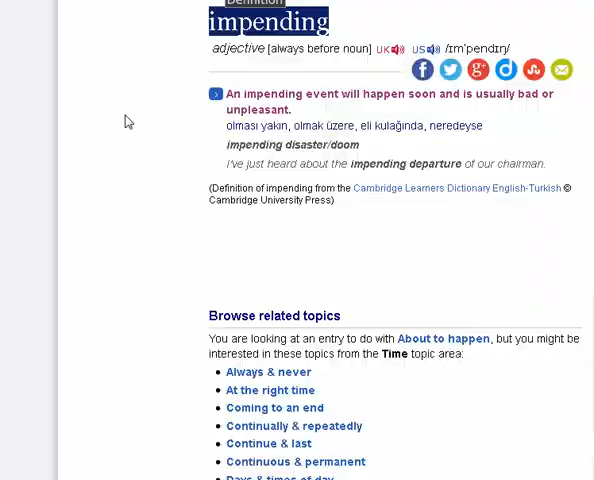 Definition
impending
adjective [always before noun] UK US /ɪmˈpendɪŋ/
An impending event will happen soon and is usually bad or
unpleasant.
olması yakın, olmak üzere, eli kulağında, neredeyse
impending disaster/doom
I've just heard about the impending departure of our chairman.
(Definition of impending from the Cambridge Learners Dictionary English-Turkish ©
Cambridge University Press)
Browse related topics
You are looking at an entry to do with About to happen, but you might be
interested in these topics from the Time topic area:
Always & never
At the right time
Coming to an end
Continually & repeatedly
Continue & last
Continuous & permanent
Days & times of day